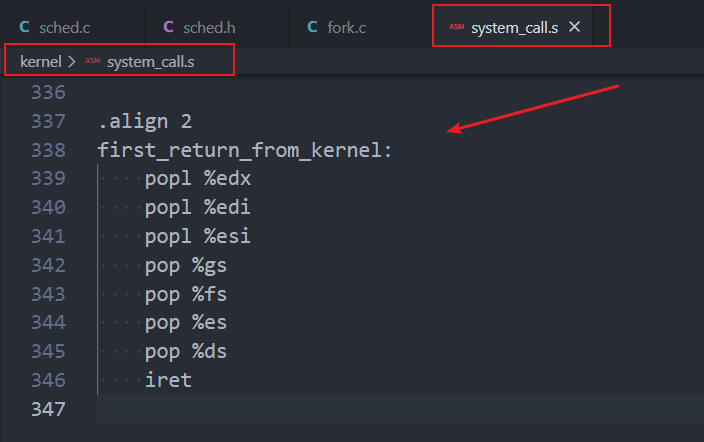 C sched.c C sched.h C fork.c ASM system_call.s ×
kernel > ASM system_call.s
336
337 .align 2
338 first_return_from_kernel:
339 popl %edx
340 popl %edi
341 popl %esi
342 pop %gs
343 pop %fs
344 pop %es
345 pop %ds
346 iret
347